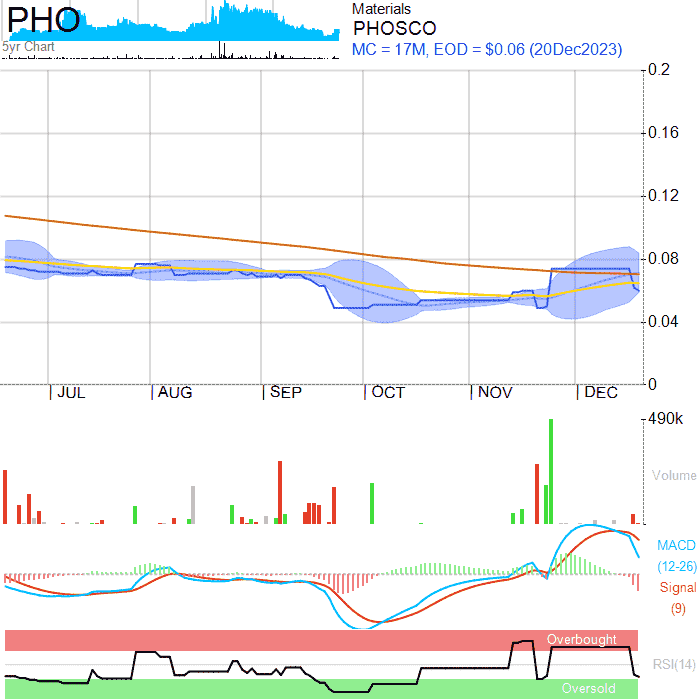 PHO
5yr Chart
Materials
PHOSCO
MC = 17M, EOD = $0.06 (20Dec2023)
0.2
0.16
0.12
0.08
0.04
0
JUL AUG SEP OCT NOV DEC
490k
Volume
MACD
(12-26)
Signal
(9)
Overbought
RSI(14)
Oversold